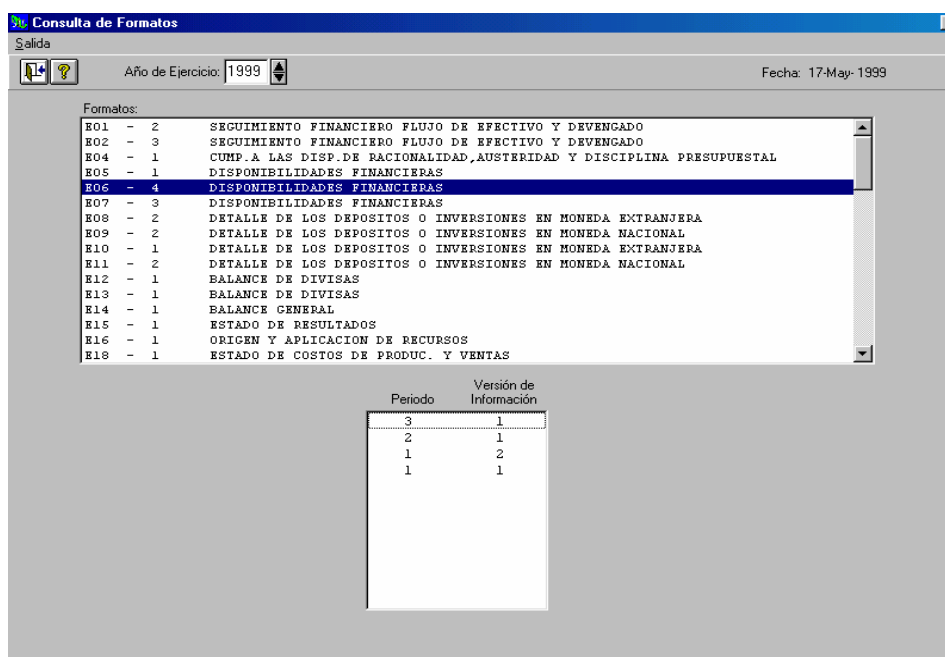 Consulta de Formatos
Salida
Año de Ejercicio: 1999 Fecha: 17-May- 1999
Formatos:
E01 - 2 SEGUIMIENTO FINANCIERO FLUJO DE EFECTIVO Y DEVENGADO
E02 - 3 SEGUIMIENTO FINANCIERO FLUJO DE EFECTIVO Y DEVENGADO
E04 - 1 CUMP.A LAS DISP.DE RACIONALIDAD,AUSTERIDAD Y DISCIPLINA PRESUPUESTAL
E05 - 1 DISPONIBILIDADES FINANCIERAS
E06 - 4 DISPONIBILIDADES FINANCIERAS
E07 - 3 DISPONIBILIDADES FINANCIERAS
E08 - 2 DETALLE DE LOS DEPOSITOS O INVERSIONES EN MONEDA EXTRANJERA
E09 - 2 DETALLE DE LOS DEPOSITOS O INVERSIONES EN MONEDA NACIONAL
E10 - 1 DETALLE DE LOS DEPOSITOS O INVERSIONES EN MONEDA EXTRANJERA
E11 - 2 DETALLE DE LOS DEPOSITOS O INVERSIONES EN MONEDA NACIONAL
E12 - 1 BALANCE DE DIVISAS
E13 - 1 BALANCE DE DIVISAS
E14 - 1 BALANCE GENERAL
E15 - 1 ESTADO DE RESULTADOS
E16 - 1 ORIGEN Y APLICACION DE RECURSOS
E18 - 1 ESTADO DE COSTOS DE PRODUC. Y VENTAS
Versión de
Periodo Información
3 1
2 1
1 2
1 1